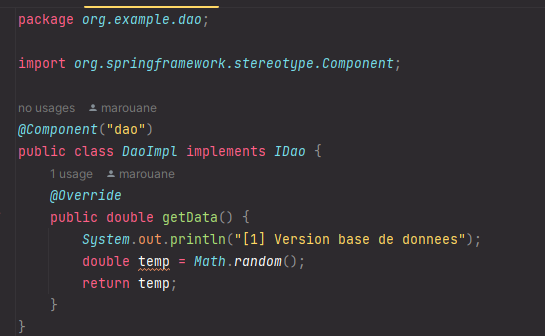 package org.example.dao;
import org.springframework.stereotype.Component;
no usages marouane
@Component("dao")
public class DaoImpl implements IDao {
1 usage marouane
@Override
public double getData() {
System.out.println("[1] Version base de donnees");
double temp = Math.random();
return temp;
}
}